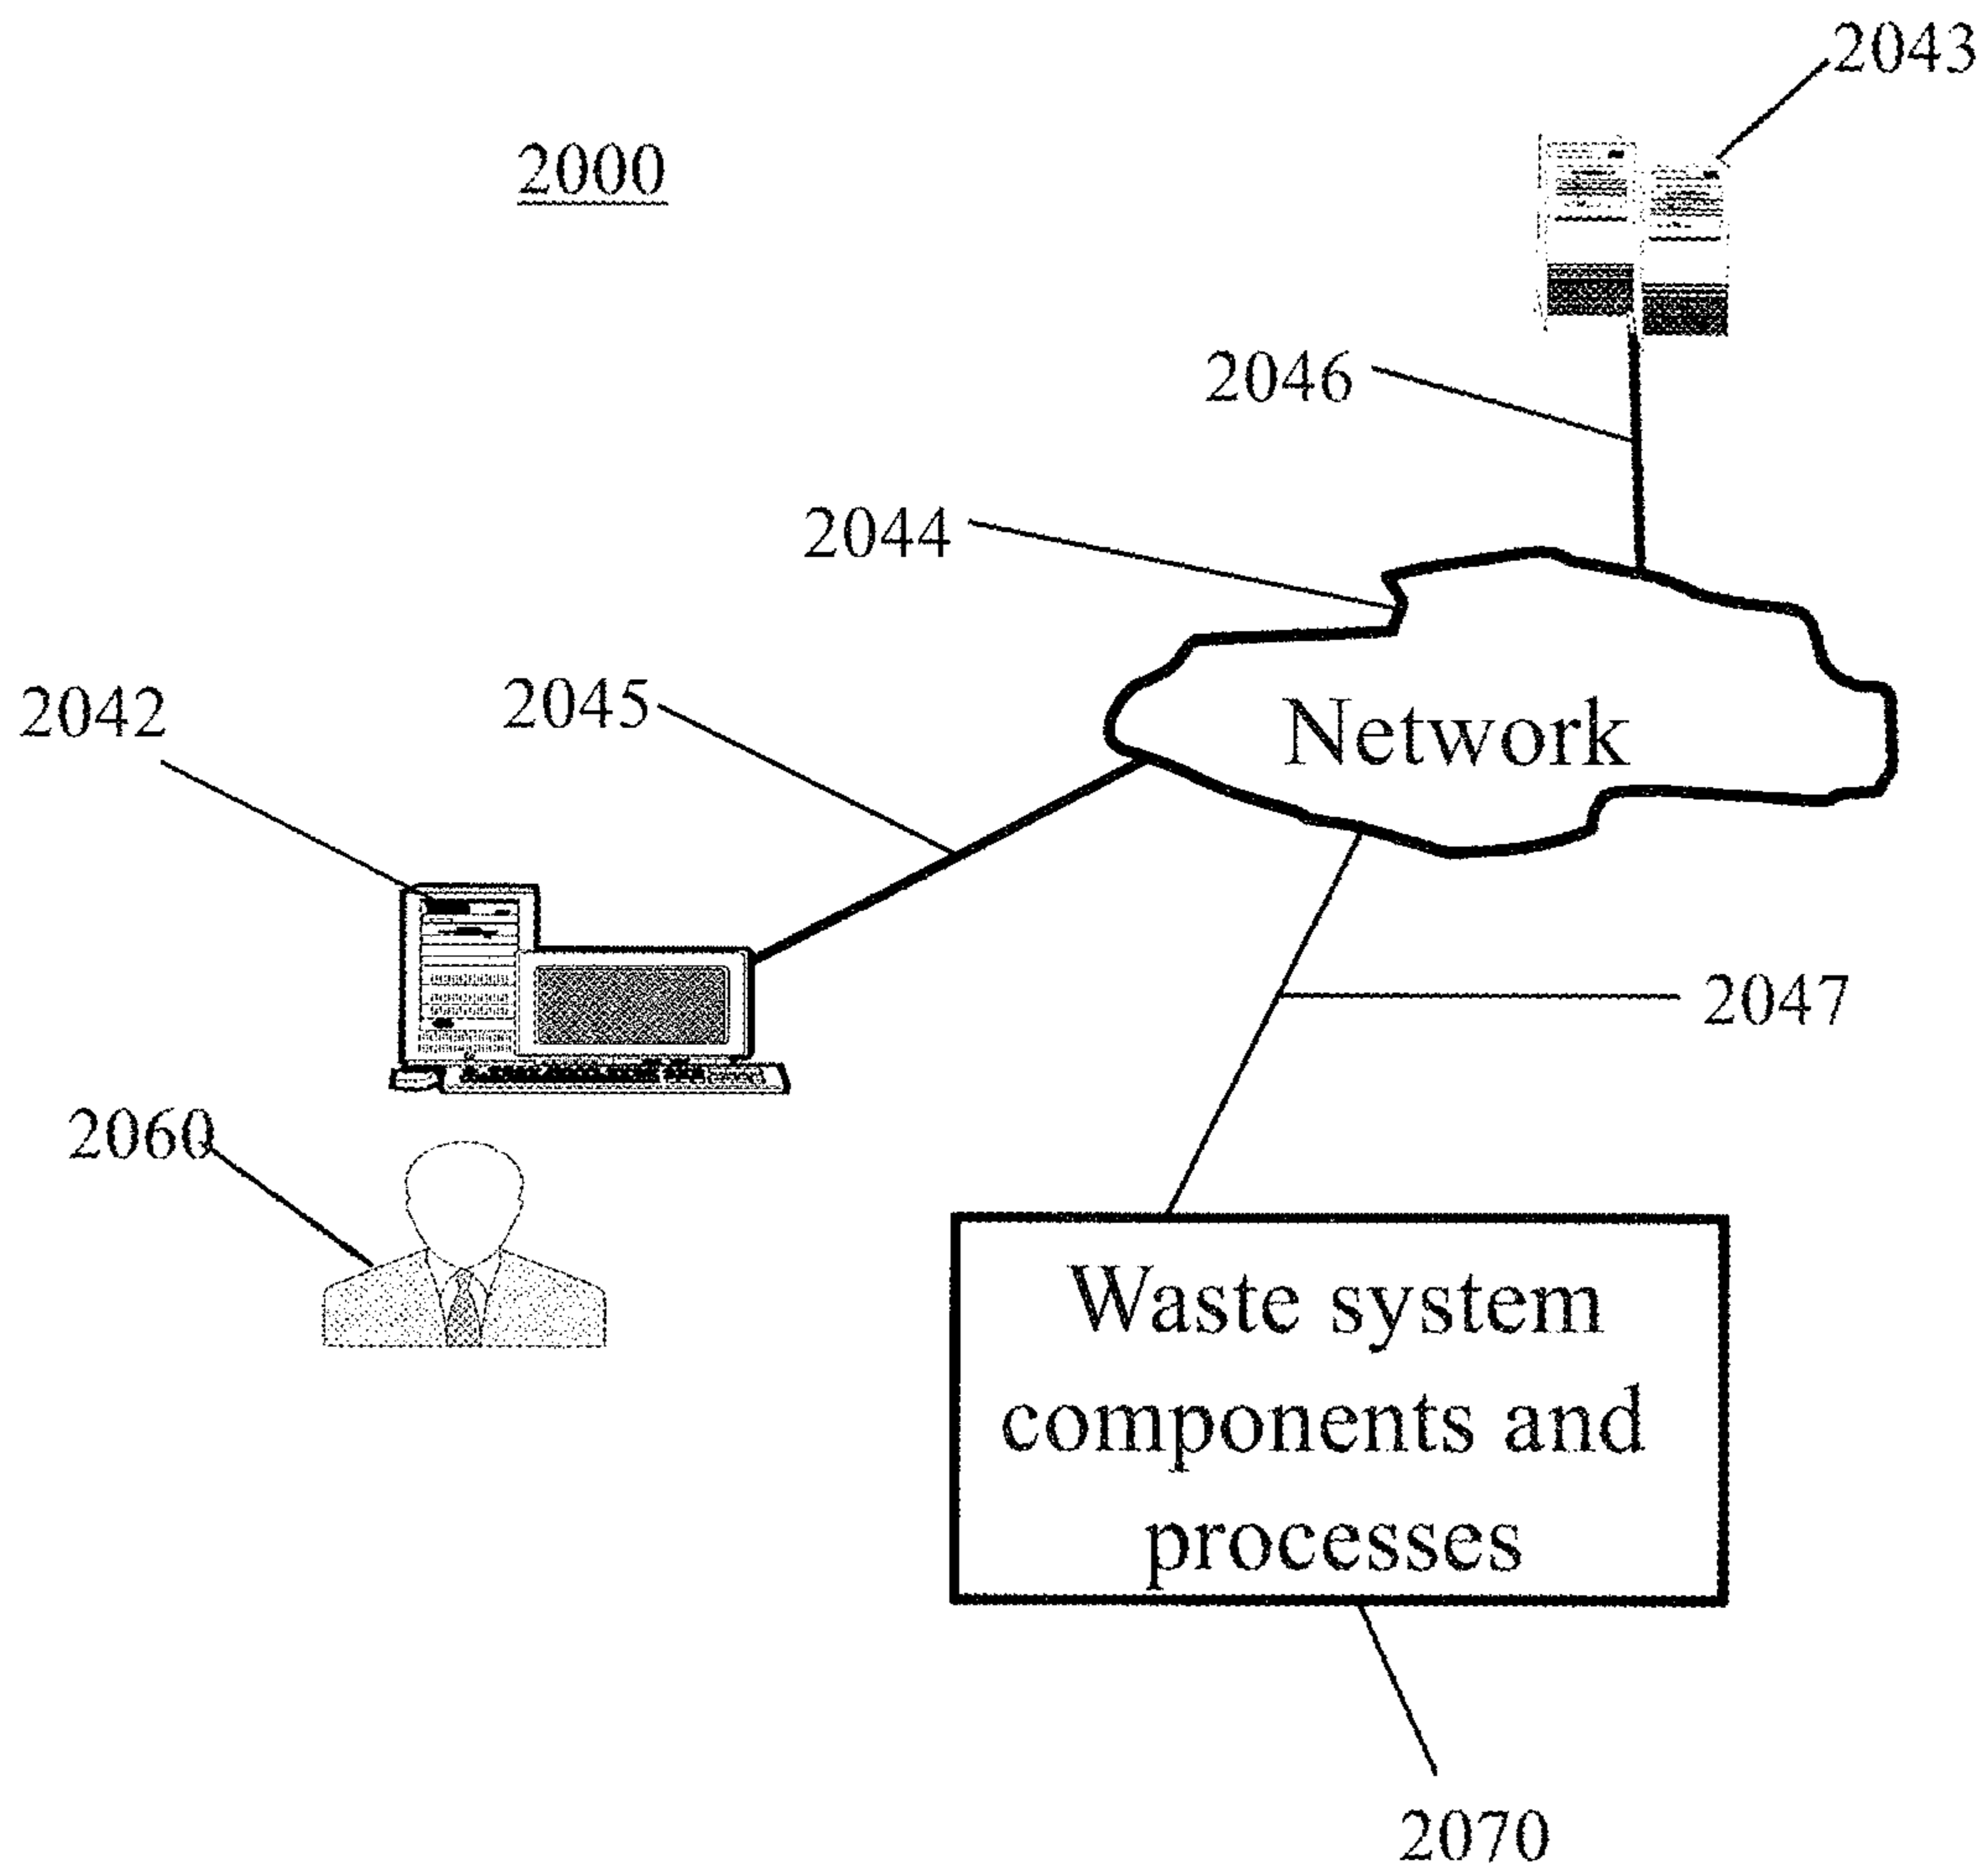 2043
2000
2046
2044
2045
2042
Network
2047
2060
Waste system
components and
processes
2070